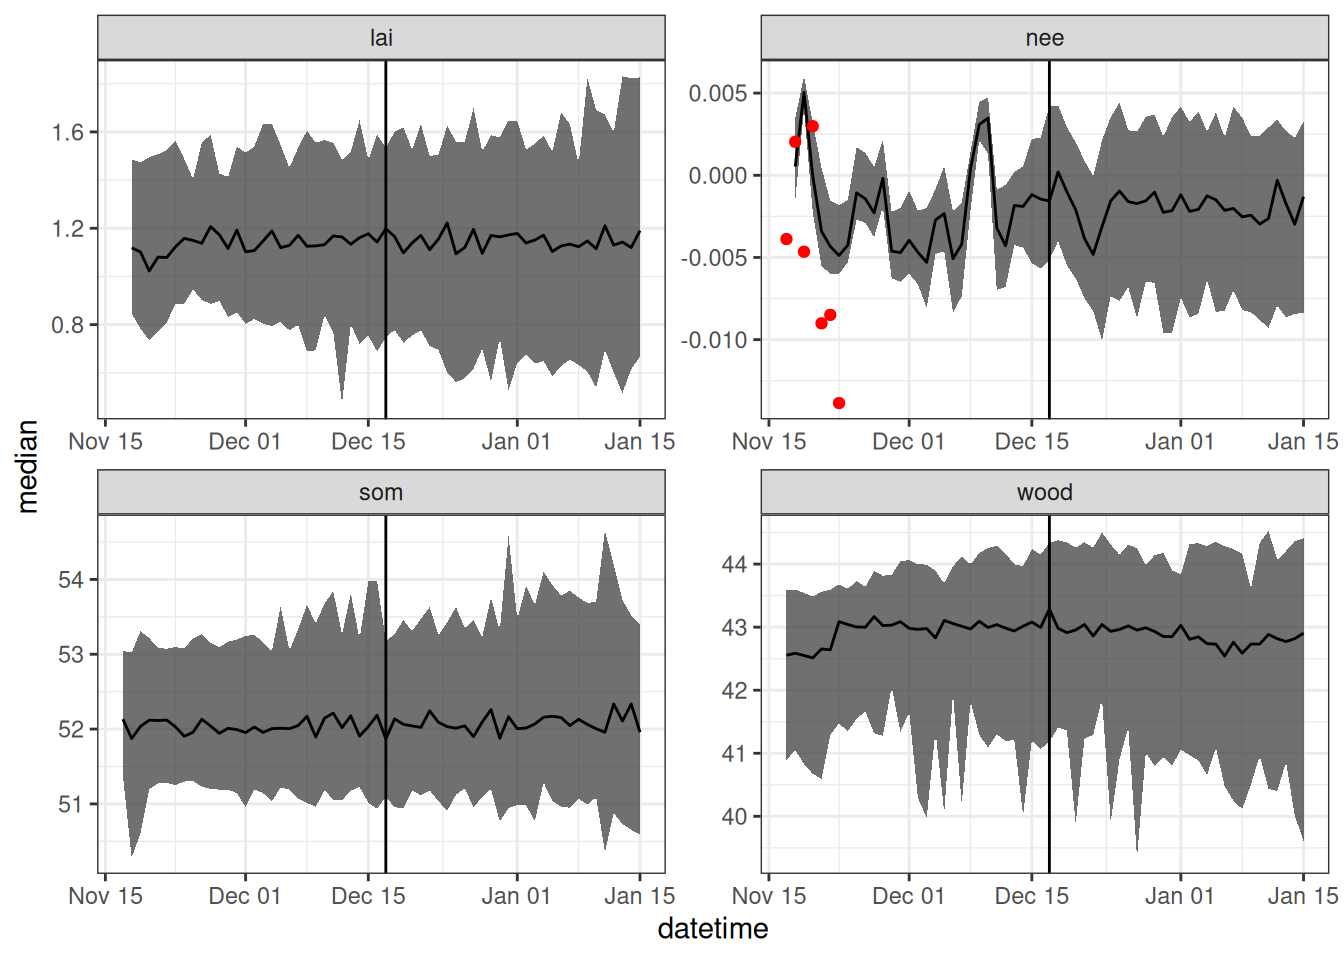 lai
nee
1.6
1.2
0.8
0.005
0.000
-0.005
-0.010
Nov 15 Dec 01 Dec 15 Jan 01 Jan 15
Nov 15 Dec 01 Dec 15 Jan 01 Jan 15
median
som
wood
54
53
52
51
44
43
42
41
40
Nov 15 Dec 01 Dec 15 Jan 01 Jan 15
Nov 15 Dec 01 Dec 15 Jan 01 Jan 15
datetime